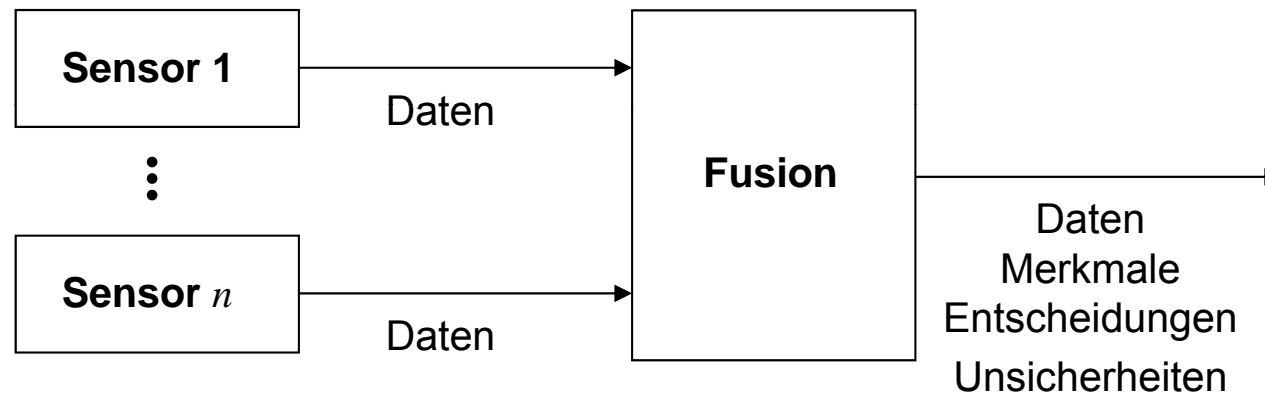 Sensor 1
Daten
Sensor n
Daten
Fusion
Daten
Merkmale
Entscheidungen
Unsicherheiten